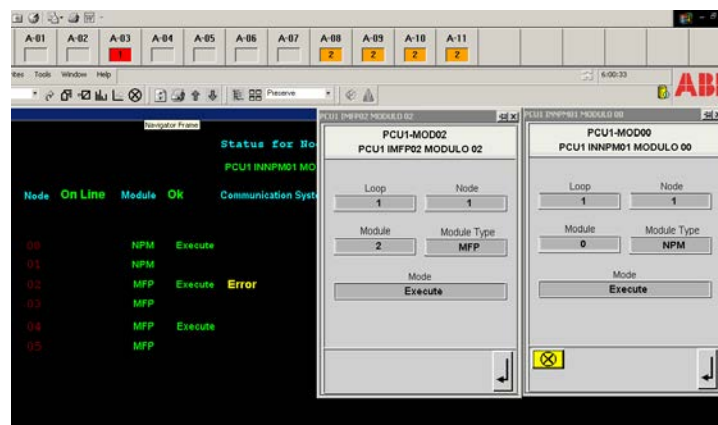 A-01 A-02 A-03 A-04 A-05 A-06 A-07 A-08 A-09 A-10 A-11
1 2 2 2 2
Tools Window Help
6:00:33
ABB
Preserve
Navigator Frame
Status for No
PCU1 INNPM01 MO
Node On Line Module Ok Communication Syst
00 NPM Execute
01 NPM
02 MFP Execute Error
03 MFP
04 MFP Execute
05 MFP
PCU1 IMFP02 MODULO 02
PCU1-MOD02
PCU1 IMFP02 MODULO 02
Loop Node
1 1
Module Module Type
2 MFP
Mode
Execute
PCU1 INNPM01 MODULO 00
PCU1-MOD00
PCU1 INNPM01 MODULO 00
Loop Node
1 1
Module Module Type
0 NPM
Mode
Execute